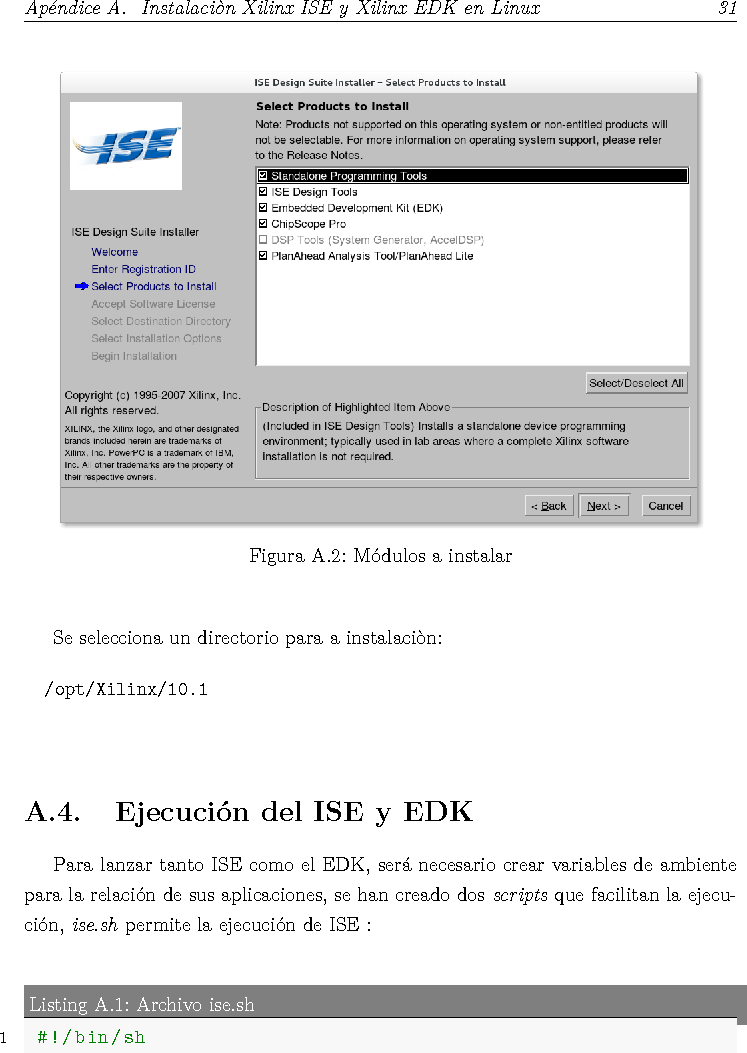 Apéndice A. Instalaciòn Xilinx ISE y Xilinx EDK en Linux 31
ISE Design Suite Installer - Select Products to Install
ISE
ISE Design Suite Installer
Welcome
Enter Registration ID
Select Products to Install
Accept Software License
Select Destination Directory
Select Installation Options
Begin Installation
Copyright (c) 1995-2007 Xilinx, Inc.
All rights reserved.
XILINX, the Xilinx logo, and other designated
brands included herein are trademarks of
Xilinx, Inc. PowerPC is a trademark of IBM,
Inc. All other trademarks are the property of
their respective owners.
Select Products to Install
Note: Products not supported on this operating system or non-entitled products will
not be selectable. For more information on operating system support, please refer
to the Release Notes.
Standalone Programming Tools
ISE Design Tools
Embedded Development Kit (EDK)
ChipScope Pro
DSP Tools (System Generator, AccelDSP)
PlanAhead Analysis Tool/PlanAhead Lite
Select/Deselect All
Description of Highlighted Item Above
(Included in ISE Design Tools) Installs a standalone device programming
environment; typically used in lab areas where a complete Xilinx software
installation is not required.
< Back Next > Cancel
Figura A.2: Módulos a instalar
Se selecciona un directorio para a instalaciòn:
/opt/Xilinx/10.1
A.4. Ejecución del ISE y EDK
Para lanzar tanto ISE como el EDK, será necesario crear variables de ambiente
para la relación de sus aplicaciones, se han creado dos scripts que facilitan la ejecu-
ción, ise.sh permite la ejecución de ISE :
Listing A.1: Archivo ise.sh
1 #!/bin/sh